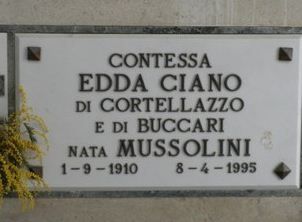 CONTESSA
EDDA CIANO
DI CORTELLAZZO
E DI BUCCARI
NATA MUSSOLINI
1-9-1910 8-4-1995